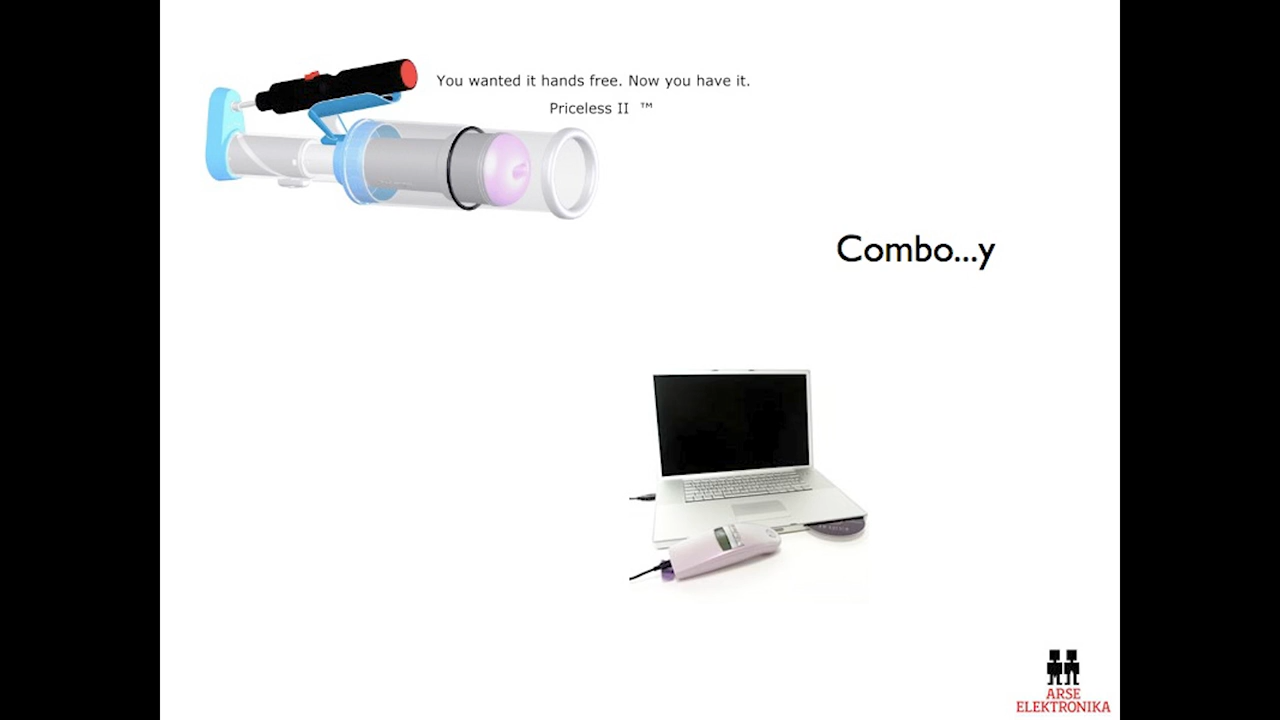 You wanted it hands free. Now you have it.
Priceless II ™
Combo...y
ARSE
ELEKTRONIKA